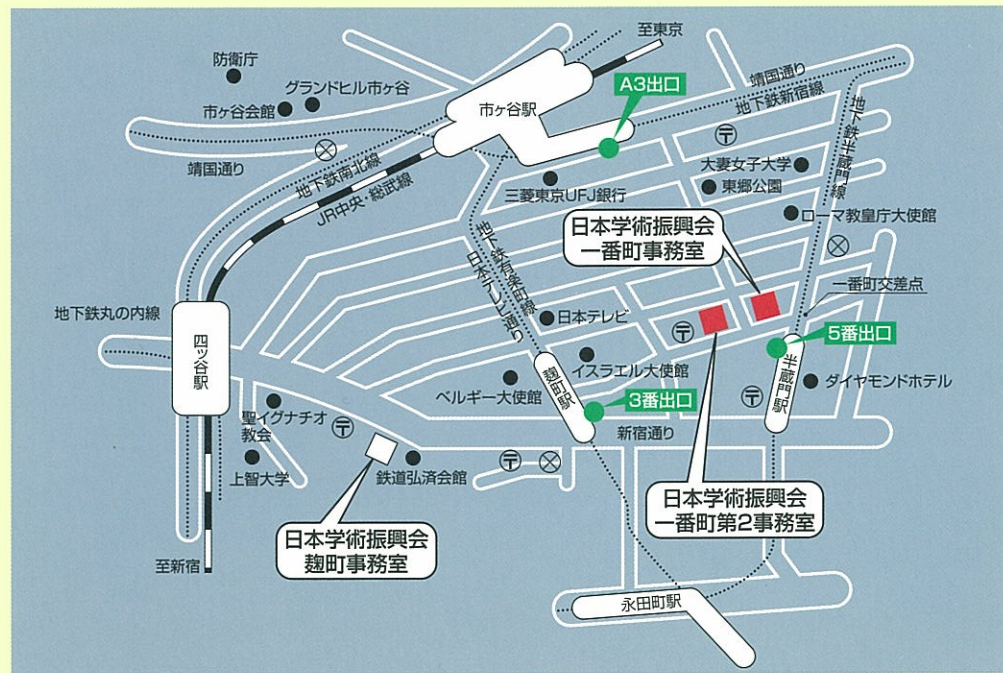 至東京
防衛庁
グランドヒル市ヶ谷
市ヶ谷会館
市ヶ谷駅
A3出口
靖国通り
地下鉄新宿線
地下鉄半蔵門線
靖国通り
地下鉄南北線
JR中央・総武線
三菱東京UFJ銀行
大妻女子大学
東郷公園
ローマ教皇庁大使館
日本学術振興会
一番町事務室
一番町交差点
地下鉄有楽町線
日本テレビ通り
地下鉄丸の内線
四ッ谷駅
日本テレビ
5番出口
イスラエル大使館
ベルギー大使館
麹町駅
3番出口
半蔵門駅
ダイヤモンドホテル
新宿通り
聖イグナチオ
教会
上智大学
鉄道弘済会館
日本学術振興会
一番町第2事務室
日本学術振興会
麹町事務室
至新宿
永田町駅